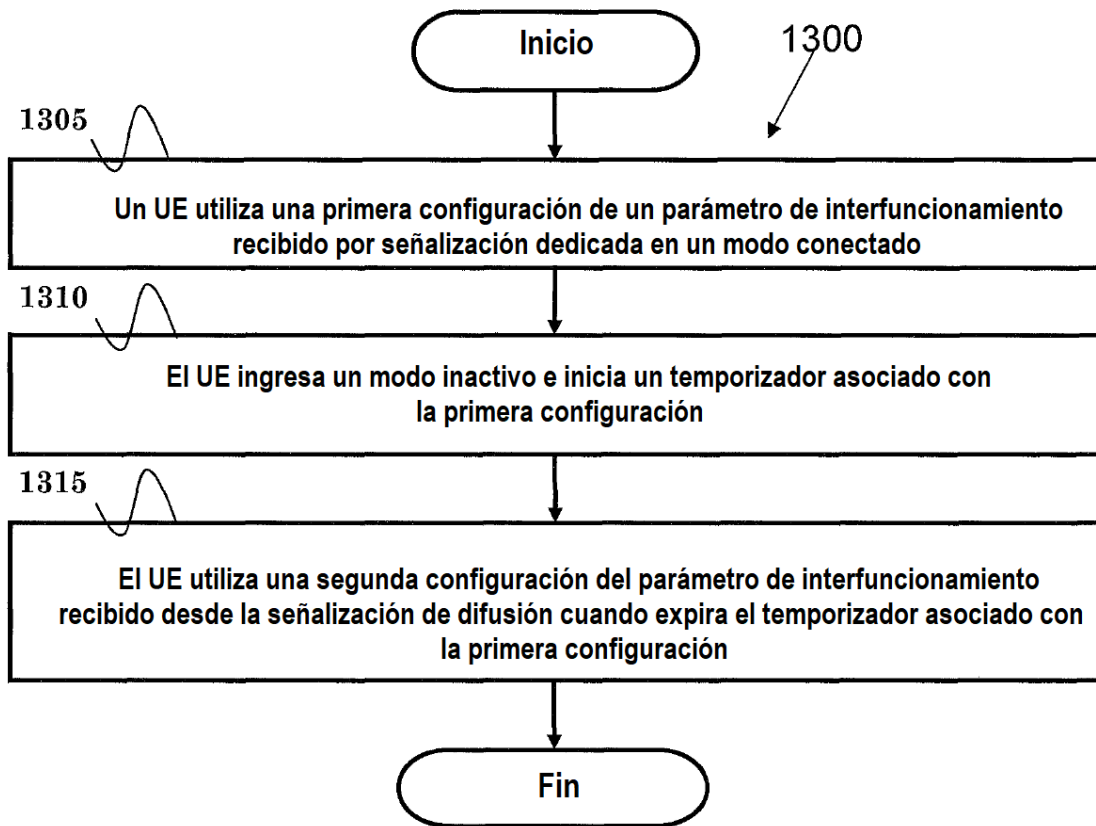 Inicio
1300
1305
Un UE utiliza una primera configuración de un parámetro de interfuncionamiento
recibido por señalización dedicada en un modo conectado
1310
El UE ingresa un modo inactivo e inicia un temporizador asociado con
la primera configuración
1315
El UE utiliza una segunda configuración del parámetro de interfuncionamiento
recibido desde la señalización de difusión cuando expira el temporizador asociado con
la primera configuración
Fin